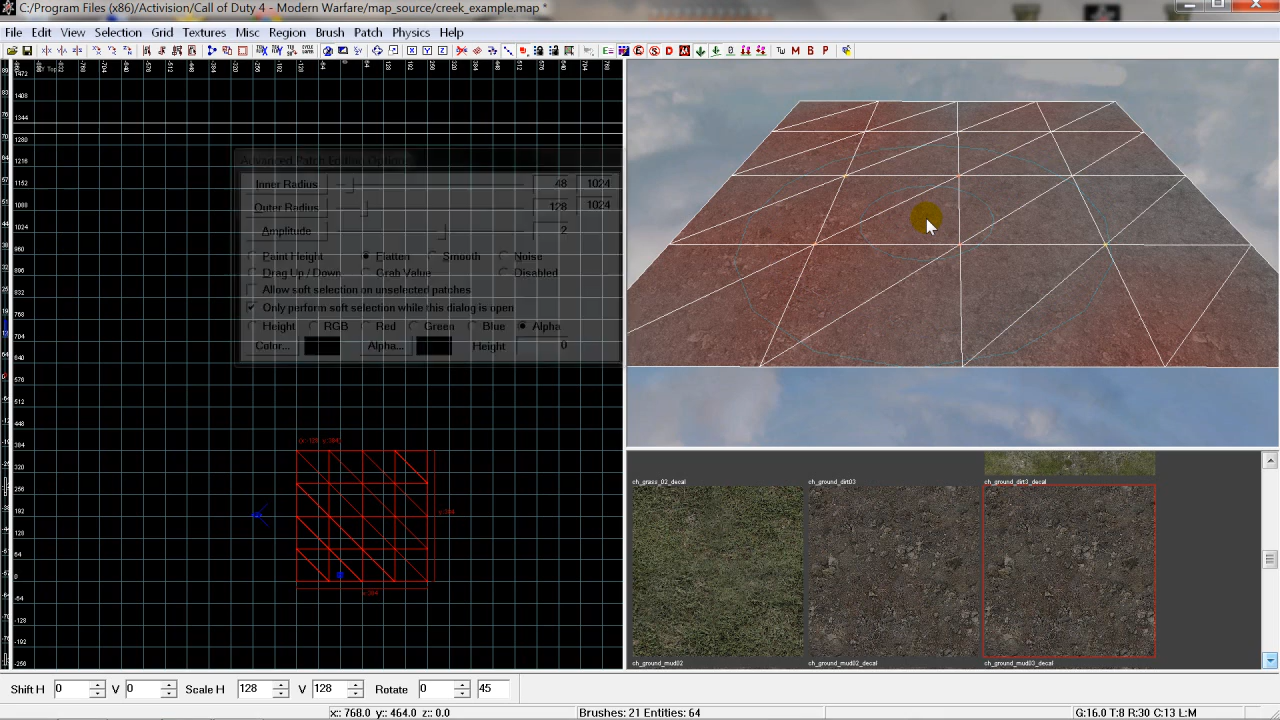 C:/Program Files (x86)/Activision/Call of Duty 4 - Modern Warfare/map_source/creek_example.map *
File Edit View Selection Grid Textures Misc Region Brush Patch Physics Help
Advanced Patch Editing Options
Inner Radius 48 1024
Outer Radius 128 1024
Amplitude 2
Paint Height Flatten Smooth Noise
Drag Up / Down Grab Value Disabled
Allow soft selection on unselected patches
Only perform soft selection while this dialog is open
Height RGB Red Green Blue Alpha
Color... Alpha... Height 0
ch_grass_02_decal ch_ground_dirt03 ch_ground_dirt3_decal
ch_ground_mud02 ch_ground_mud02_decal ch_ground_mud03_decal
Shift H 0 V 0 Scale H 128 V 128 Rotate 0 45
x:: 768.0 y:: 464.0 z:: 0.0 Brushes: 21 Entities: 64 G:16.0 T:8 R:30 C:13 L:M